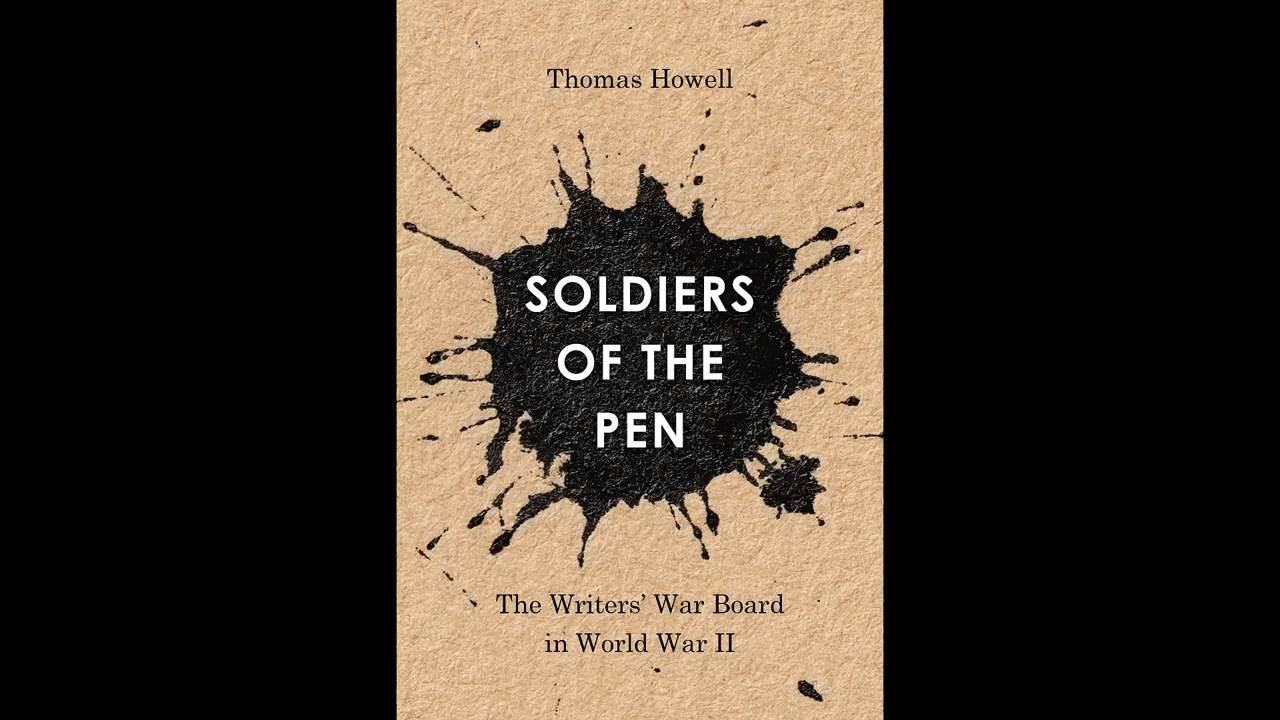 Thomas Howell
SOLDIERS
OF THE
PEN
The Writers’ War Board
in World War II